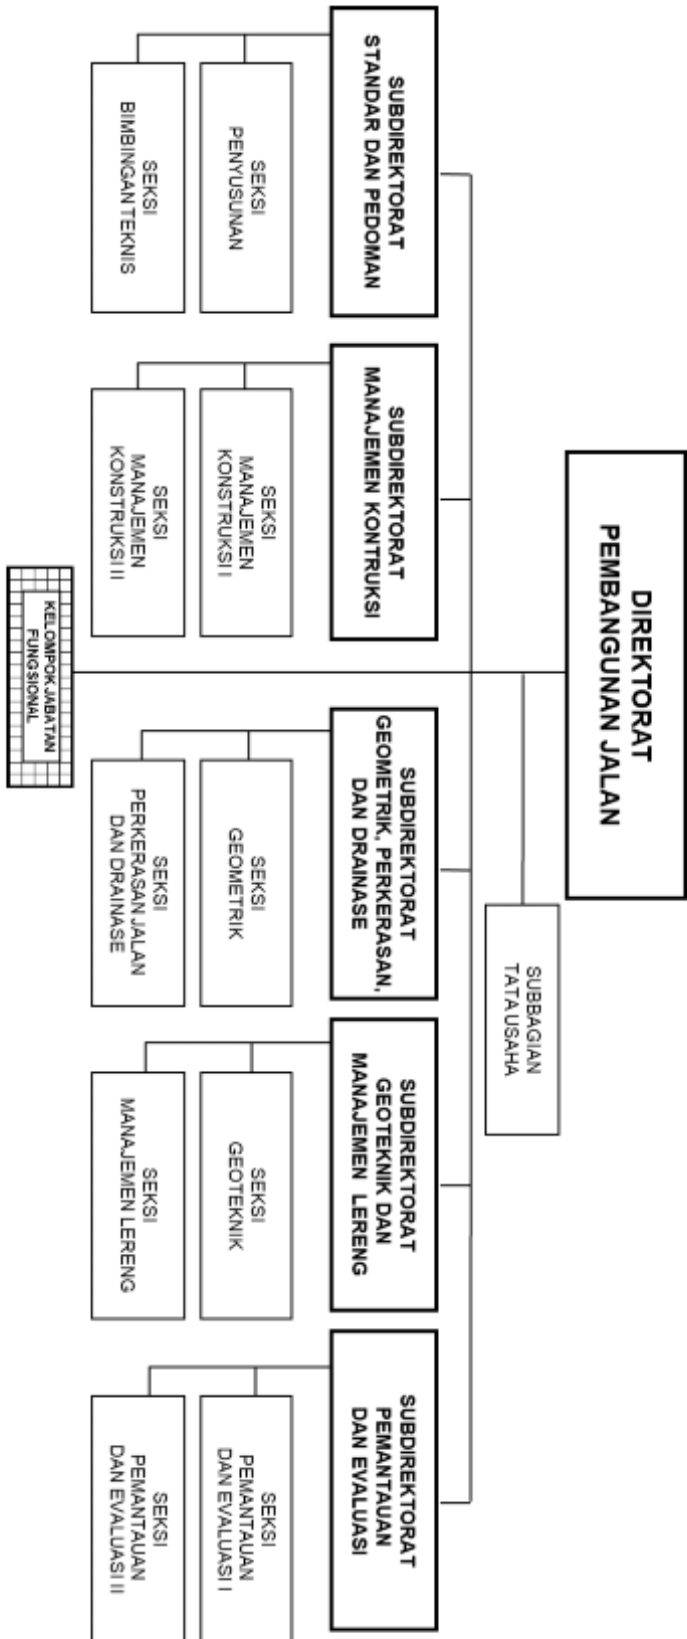 DIREKTORAT
PEMBANGUNAN JALAN
SUBBAGIAN
TATA USAHA
SUBDIREKTORAT
STANDAR DAN PEDOMAN
SEKSI
PENYUSUNAN
SEKSI
BIMBINGAN TEKNIS
SUBDIREKTORAT
MANAJEMEN KONTRUKSI
SEKSI
MANAJEMEN
KONSTRUKSI I
SEKSI
MANAJEMEN
KONSTRUKSI II
SUBDIREKTORAT
GEOMETRIK, PERKERASAN,
DAN DRAINASE
SEKSI
GEOMETRIK
SEKSI
PERKERASAN JALAN
DAN DRAINASE
SUBDIREKTORAT
GEOTEKNIK DAN
MANAJEMEN LERENG
SEKSI
GEOTEKNIK
SEKSI
MANAJEMEN LERENG
SUBDIREKTORAT
PEMANTAUAN
DAN EVALUASI
SEKSI
PEMANTAUAN
DAN EVALUASI I
SEKSI
PEMANTAUAN
DAN EVALUASI II
KELOMPOK JABATAN
FUNGSIONAL